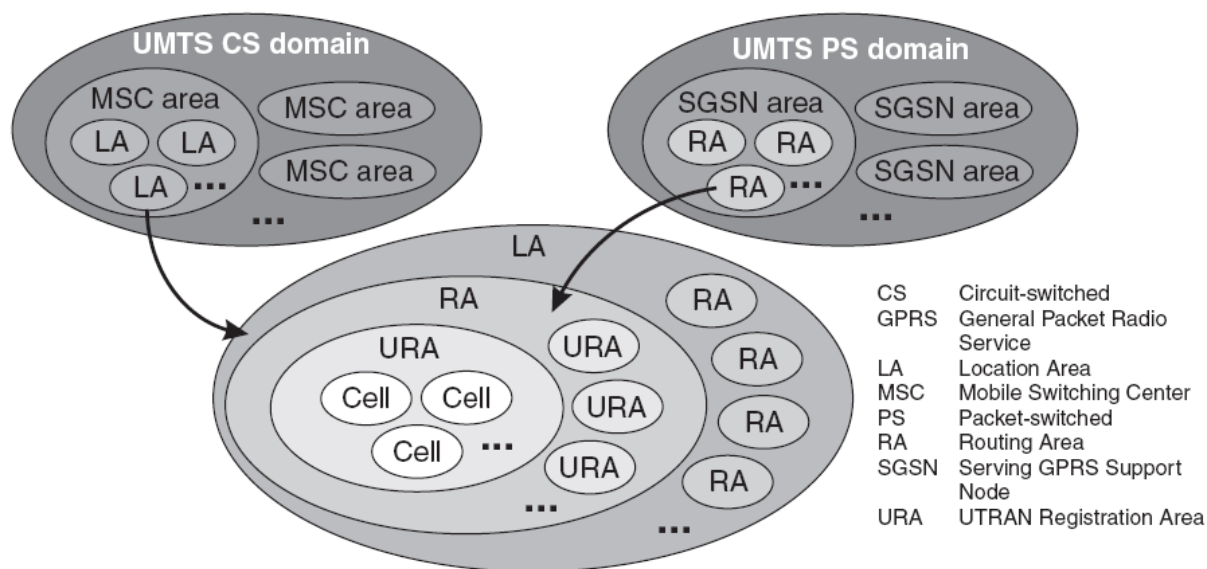 UMTS CS domain
MSC area
LA
LA
LA
...
MSC area
MSC area
...
UMTS PS domain
SGSN area
RA
RA
RA
...
SGSN area
SGSN area
...
LA
RA
URA
Cell
Cell
Cell
...
URA
URA
URA
...
RA
RA
RA
RA
...
CS Circuit-switched
GPRS General Packet Radio
Service
LA Location Area
MSC Mobile Switching Center
PS Packet-switched
RA Routing Area
SGSN Serving GPRS Support
Node
URA UTRAN Registration Area